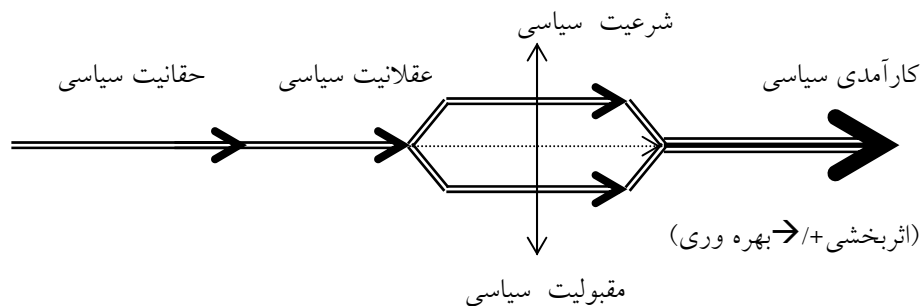 شرعیت سیاسی
حقانیت سیاسی
عقلانیت سیاسی
کارآمدی سیاسی
(اثربخشی+/→بهره وری)
مقبولیت سیاسی